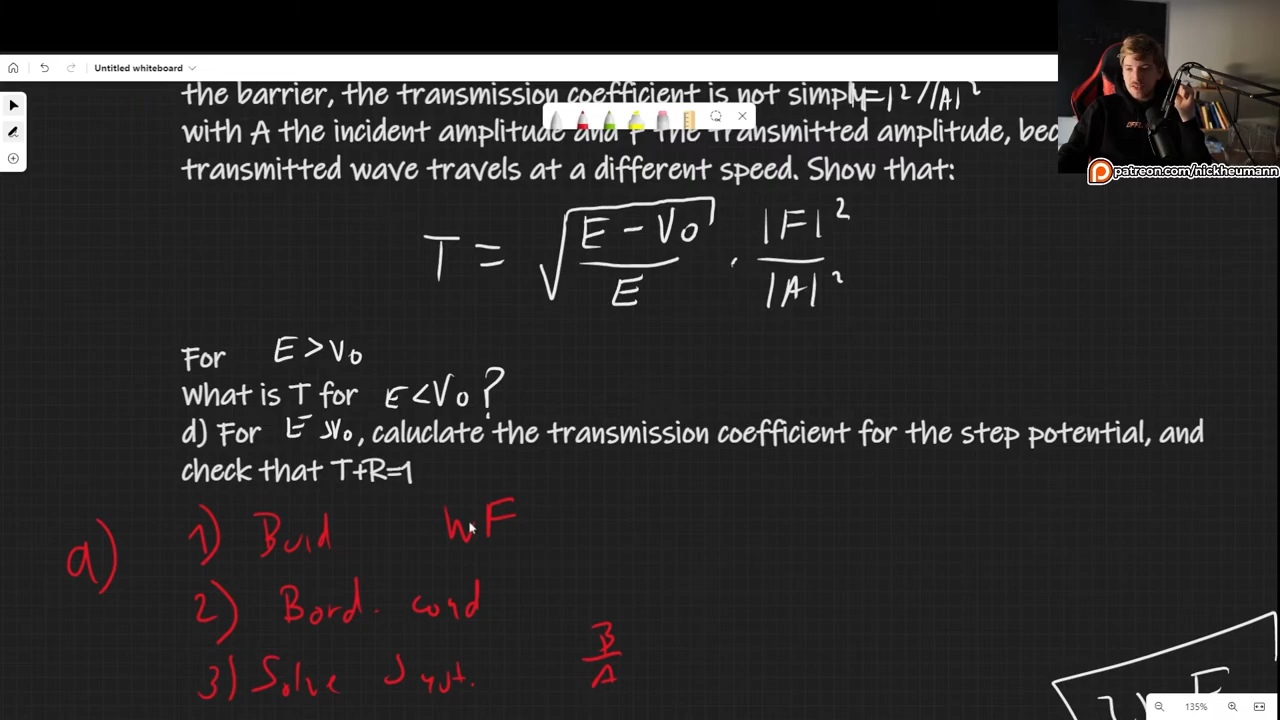 Untitled whiteboard
the barrier, the transmission coefficient is not simply |F|²/|A|²
with A the incident amplitude and F the transmitted amplitude, bec
transmitted wave travels at a different speed. Show that:
patreon.com/nickheumann
T = √(E - V0 / E) · |F|² / |A|²
For E > V0
What is T for E < V0 ?
d) For E > V0, caluclate the transmission coefficient for the step potential, and
check that T+R=1
a) 1) Buid WF
2) Bord. cond
3) Solve Syst. B/A
135%